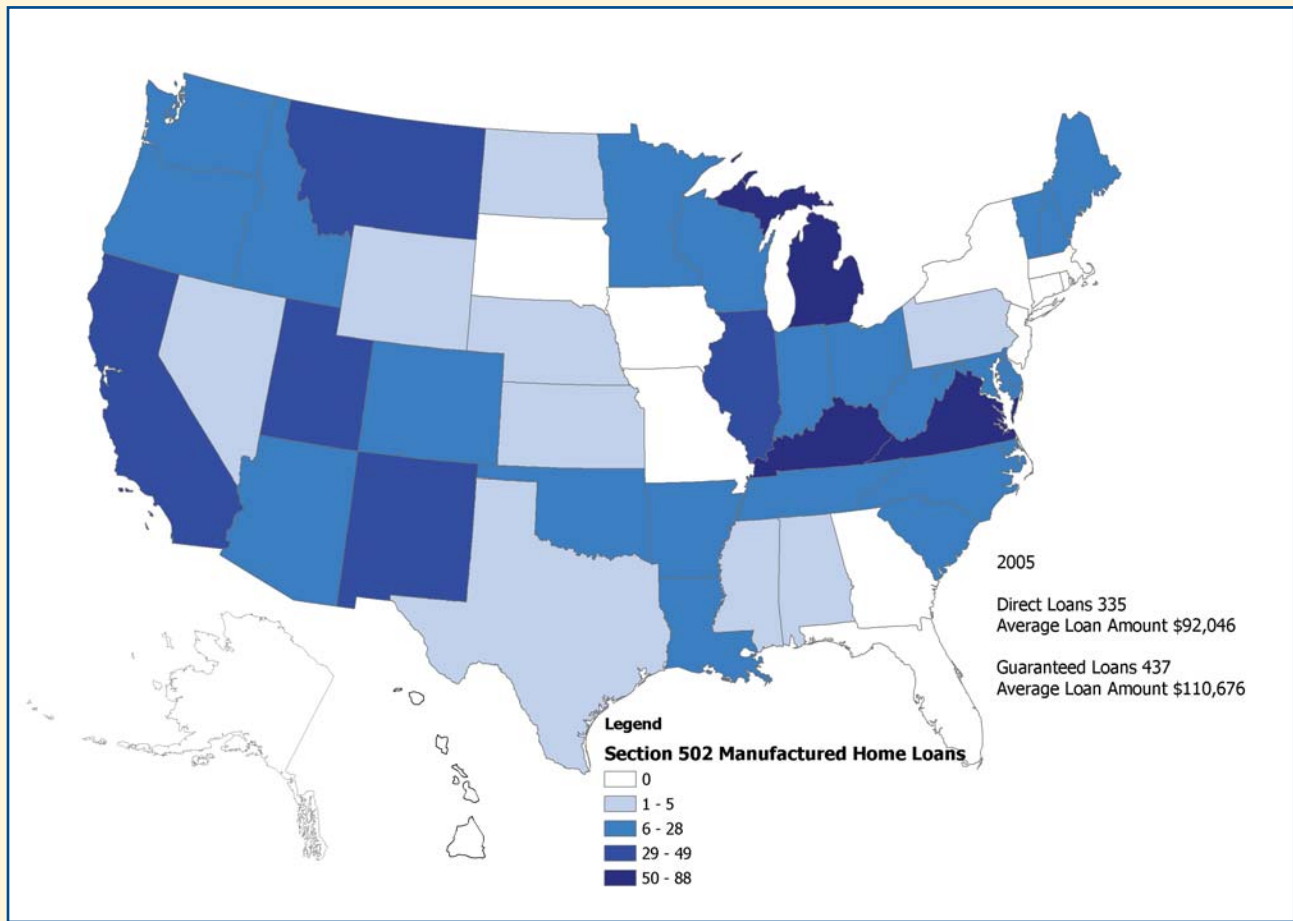 2005
Direct Loans 335
Average Loan Amount $92,046
Guaranteed Loans 437
Average Loan Amount $110,676
Legend
Section 502 Manufactured Home Loans
0
1 - 5
6 - 28
29 - 49
50 - 88